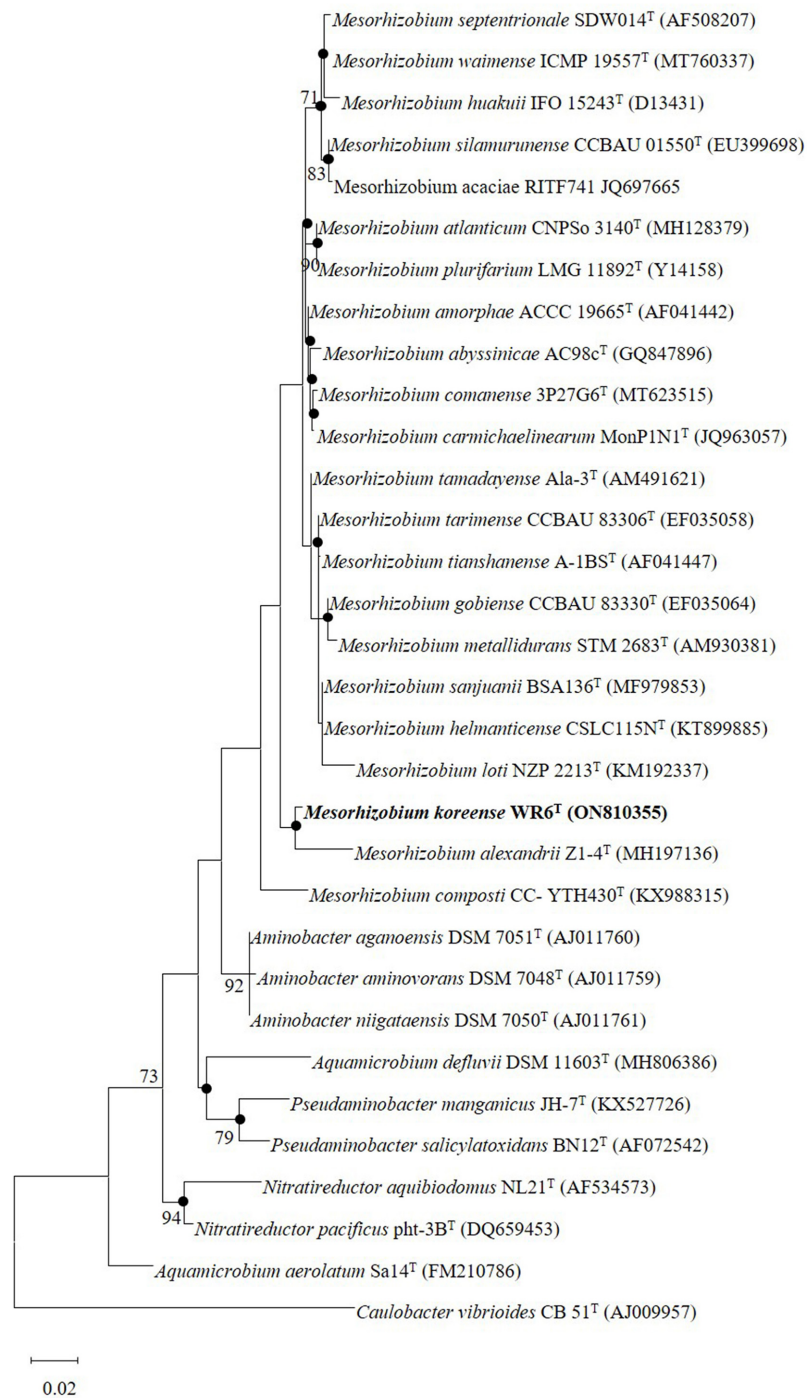 Mesorhizobium septentrionale SDW014ᵀ (AF508207)
Mesorhizobium waimense ICMP 19557ᵀ (MT760337)
71
Mesorhizobium huakuii IFO 15243ᵀ (D13431)
Mesorhizobium silamurunense CCBAU 01550ᵀ (EU399698)
83
Mesorhizobium acaciae RITF741 JQ697665
Mesorhizobium atlanticum CNPSo 3140ᵀ (MH128379)
90
Mesorhizobium plurifarium LMG 11892ᵀ (Y14158)
Mesorhizobium amorphae ACCC 19665ᵀ (AF041442)
Mesorhizobium abyssinicae AC98cᵀ (GQ847896)
Mesorhizobium comanense 3P27G6ᵀ (MT623515)
Mesorhizobium carmichaelinearum MonP1N1ᵀ (JQ963057)
Mesorhizobium tamadayense Ala-3ᵀ (AM491621)
Mesorhizobium tarimense CCBAU 83306ᵀ (EF035058)
Mesorhizobium tianshanense A-1BSᵀ (AF041447)
Mesorhizobium gobiense CCBAU 83330ᵀ (EF035064)
Mesorhizobium metallidurans STM 2683ᵀ (AM930381)
Mesorhizobium sanjuanii BSA136ᵀ (MF979853)
Mesorhizobium helmanticense CSLC115Nᵀ (KT899885)
Mesorhizobium loti NZP 2213ᵀ (KM192337)
Mesorhizobium koreense WR6ᵀ (ON810355)
Mesorhizobium alexandrii Z1-4ᵀ (MH197136)
Mesorhizobium composti CC- YTH430ᵀ (KX988315)
Aminobacter aganoensis DSM 7051ᵀ (AJ011760)
Aminobacter aminovorans DSM 7048ᵀ (AJ011759)
92
Aminobacter niigataensis DSM 7050ᵀ (AJ011761)
Aquamicrobium defluvii DSM 11603ᵀ (MH806386)
73
Pseudaminobacter manganicus JH-7ᵀ (KX527726)
79
Pseudaminobacter salicylatoxidans BN12ᵀ (AF072542)
Nitratireductor aquibiodomus NL21ᵀ (AF534573)
94
Nitratireductor pacificus pht-3Bᵀ (DQ659453)
Aquamicrobium aerolatum Sa14ᵀ (FM210786)
Caulobacter vibrioides CB 51ᵀ (AJ009957)
0.02